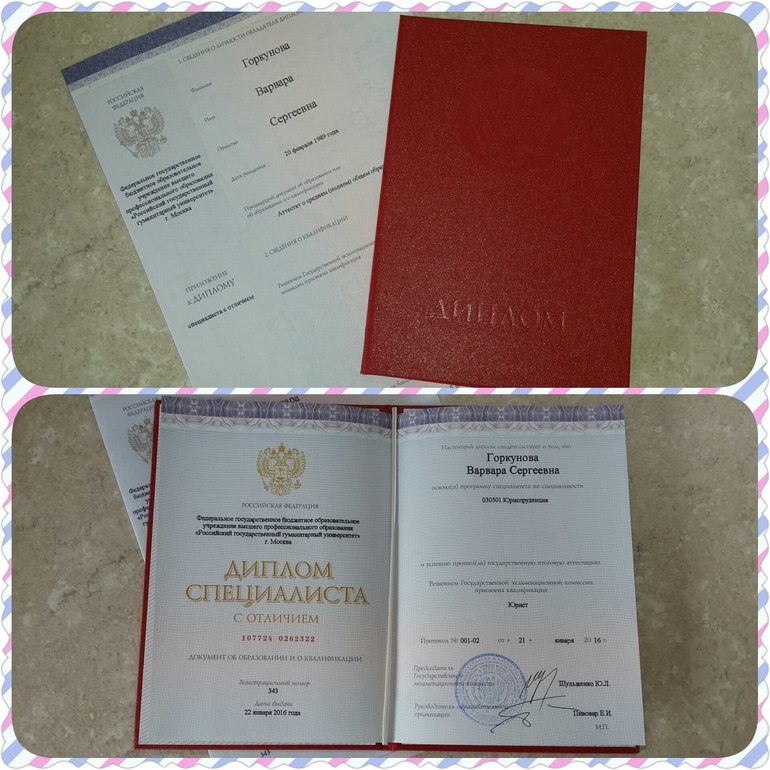 РОССИЙСКАЯ
ФЕДЕРАЦИЯ
Федеральное государственное
бюджетное образовательное
учреждение высшего
профессионального образования
«Российский государственный
гуманитарный университет»
г. Москва
ПРИЛОЖЕНИЕ
к ДИПЛОМУ
специалиста с отличием
1. СВЕДЕНИЯ О ЛИЧНОСТИ ОБЛАДАТЕЛЯ ДИПЛОМА
Фамилия
Горкунова
Имя
Варвара
Отчество
Сергеевна
Дата рождения
20 февраля 1989 года
Предыдущий документ об образовании или
об образовании и о квалификации
Аттестат о среднем (полном) общем
2. СВЕДЕНИЯ О КВАЛИФИКАЦИИ
Решением Государственной экзаменационной
комиссии присвоена квалификация
ДИПЛОМ
РОССИЙСКАЯ ФЕДЕРАЦИЯ
Федеральное государственное бюджетное образовательное
учреждение высшего профессионального образования
«Российский государственный гуманитарный университет»
г. Москва
ДИПЛОМ
СПЕЦИАЛИСТА
С ОТЛИЧИЕМ
107724 0262322
ДОКУМЕНТ ОБ ОБРАЗОВАНИИ И О КВАЛИФИКАЦИИ
Регистрационный номер
343
Дата выдачи
22 января 2016 года
Настоящий диплом свидетельствует о том, что
Горкунова
Варвара Сергеевна
освоил(а) программу специалитета по специальности
030501 Юриспруденция
и успешно прошел(ла) государственную итоговую аттестацию.
Решением Государственной экзаменационной комиссии
присвоена квалификация
Юрист
Протокол № 001-02 от « 21 » января 20 16 г.
Председатель
Государственной
экзаменационной комиссии
Шульженко Ю.Л.
Руководитель образовательной
организации
Пивовар Е.И.
М.П.
343